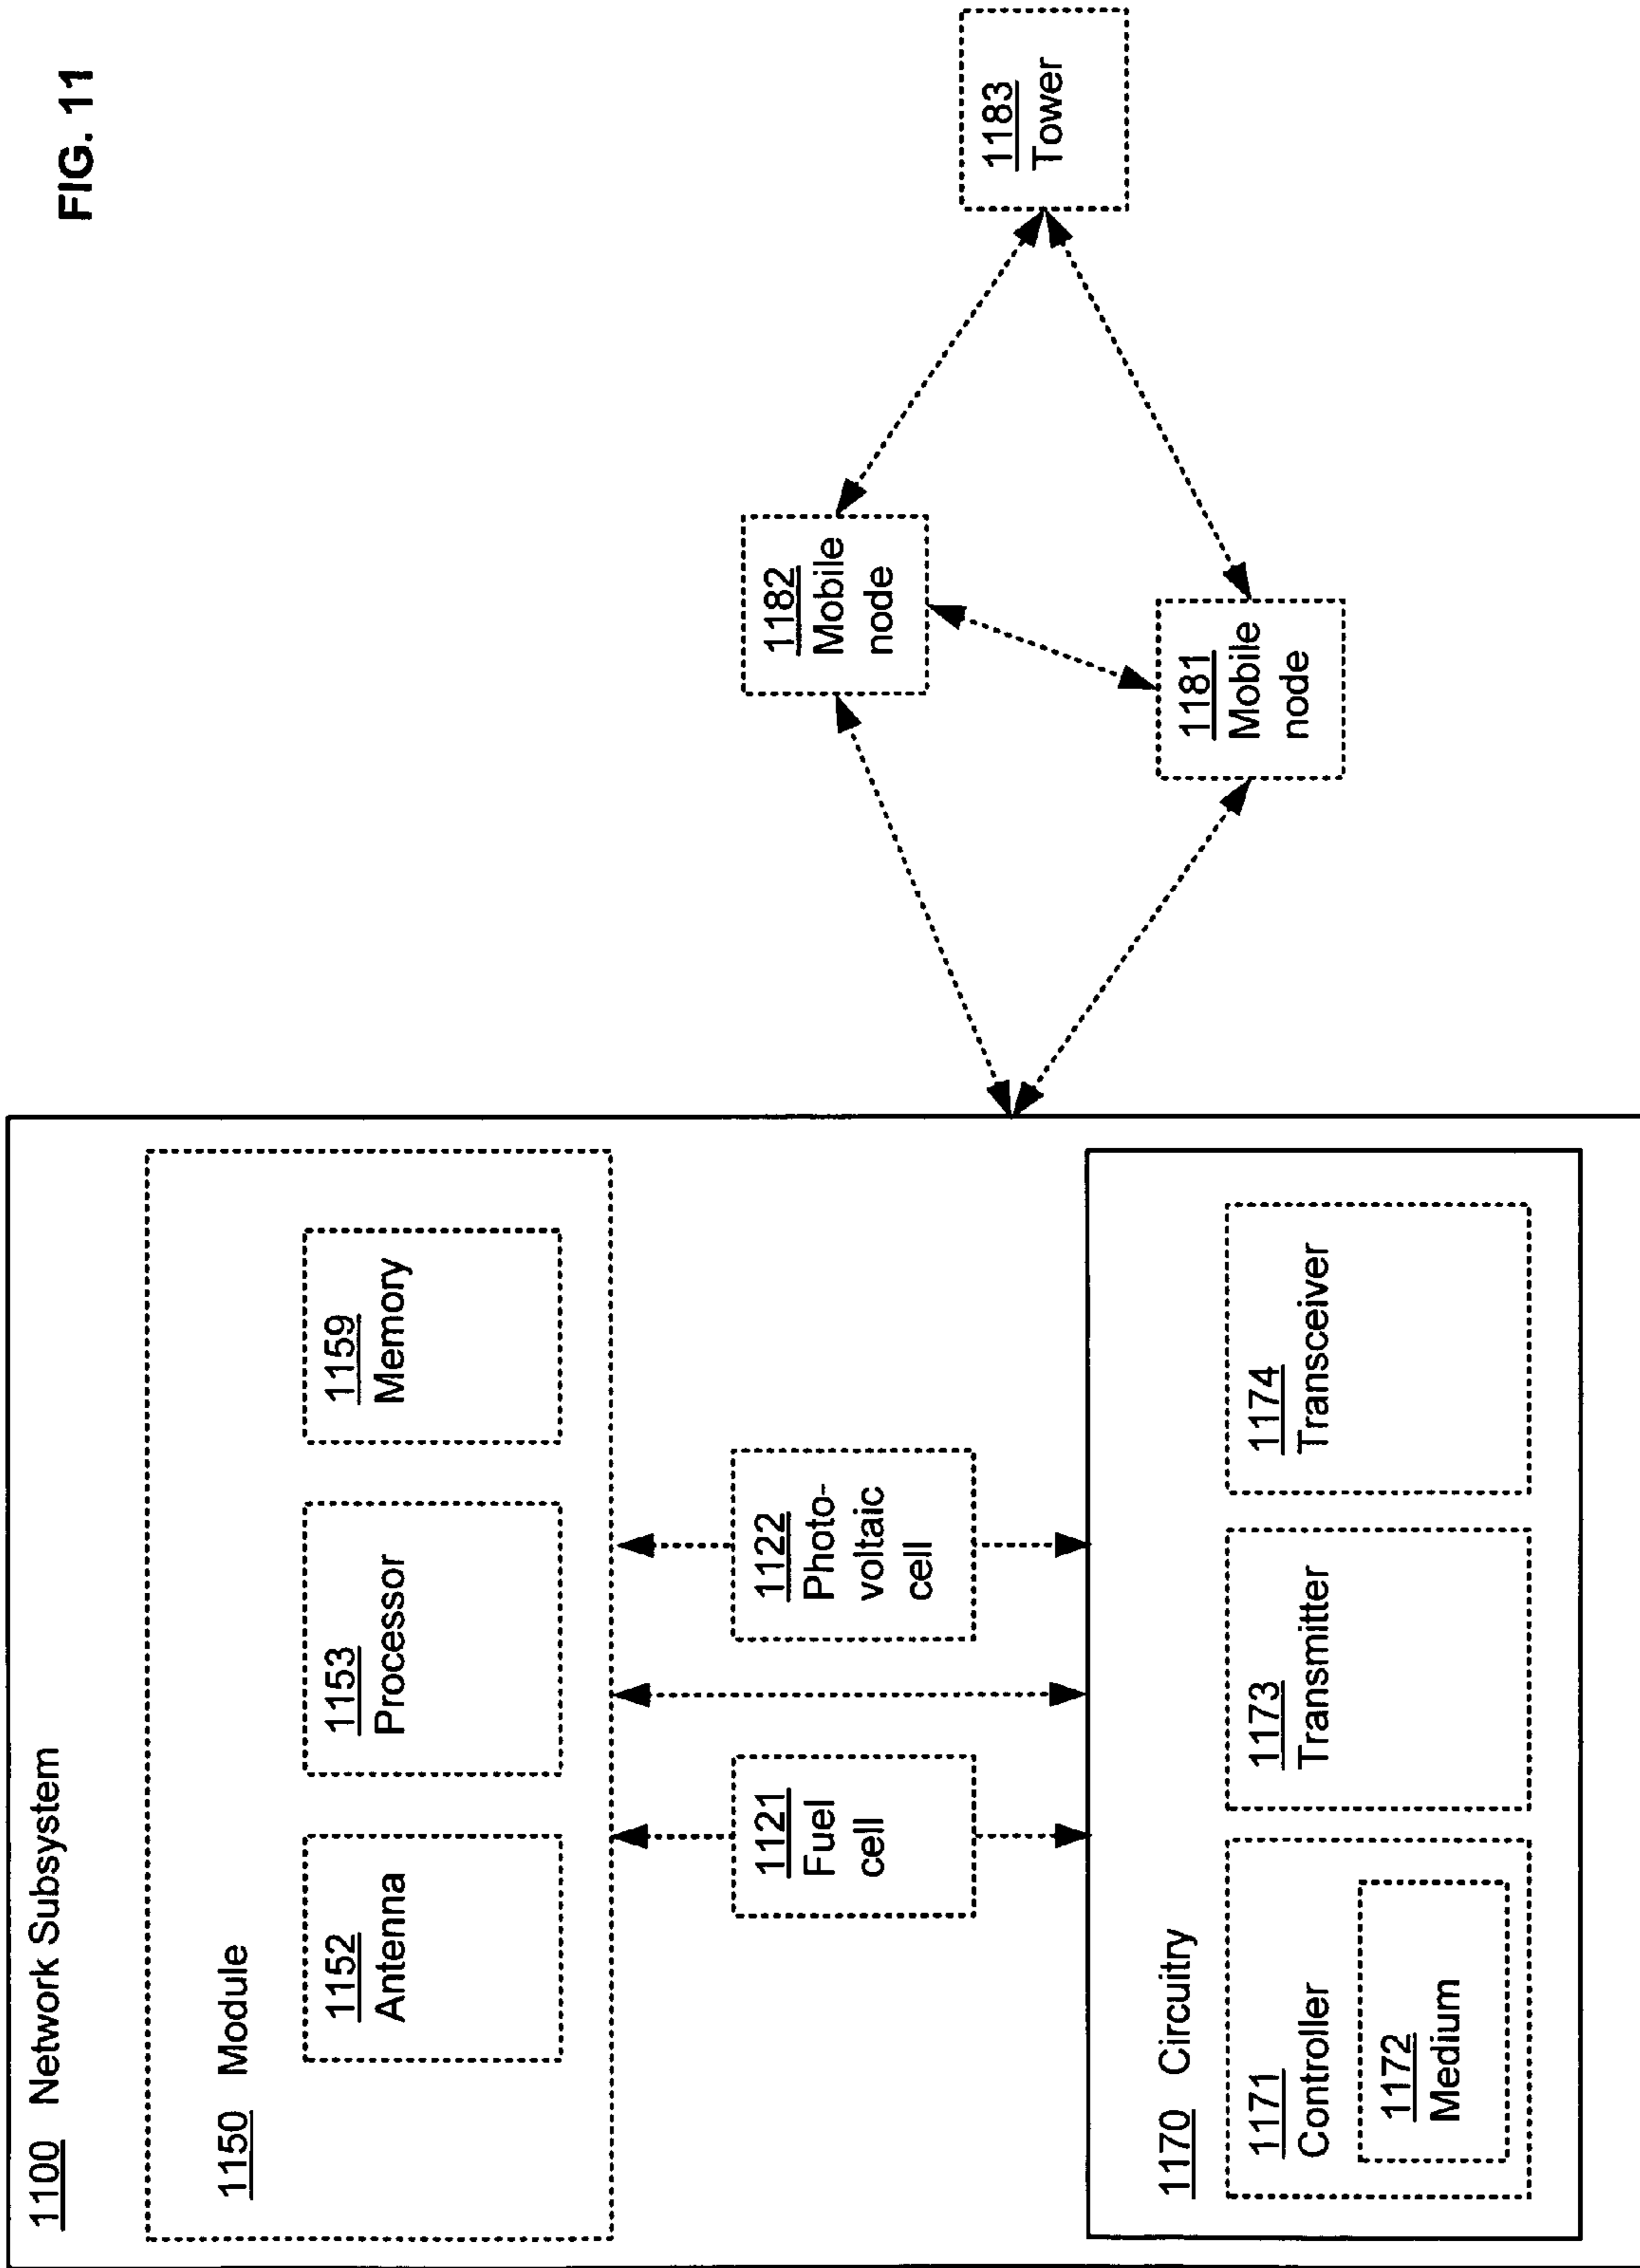 FIG. 11
1100 Network Subsystem
1150 Module
1152
Antenna
1153
Processor
1159
Memory
1121
Fuel
cell
1122
Photo-
voltaic
cell
1170 Circuitry
1171
Controller
1172
Medium
1173
Transmitter
1174
Transceiver
1182
Mobile
node
1181
Mobile
node
1183
Tower